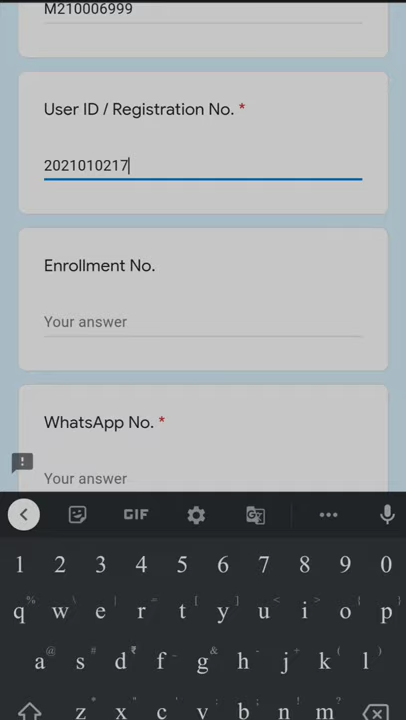 M210006999
User ID / Registration No. *
2021010217
Enrollment No.
Your answer
WhatsApp No. *
Your answer
GIF
1 2 3 4 5 6 7 8 9 0
q w e r t y u i o p
a s d f g h j k l
z x c v b n m